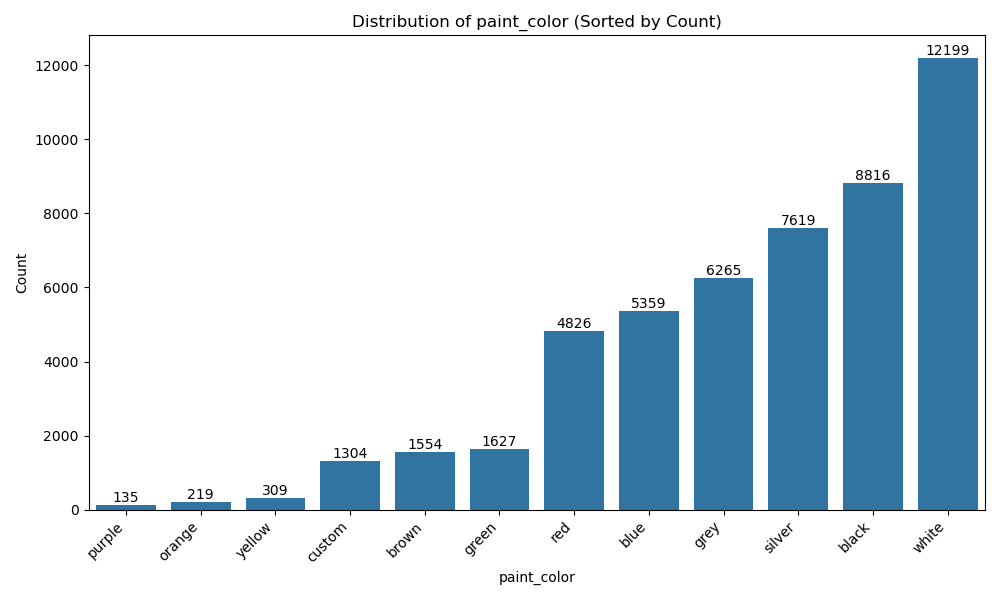 Distribution of paint_color (Sorted by Count)
Count
12000
10000
8000
6000
4000
2000
0
135
219
309
1304
1554
1627
4826
5359
6265
7619
8816
12199
purple
orange
yellow
custom
brown
green
red
blue
grey
silver
black
white
paint_color